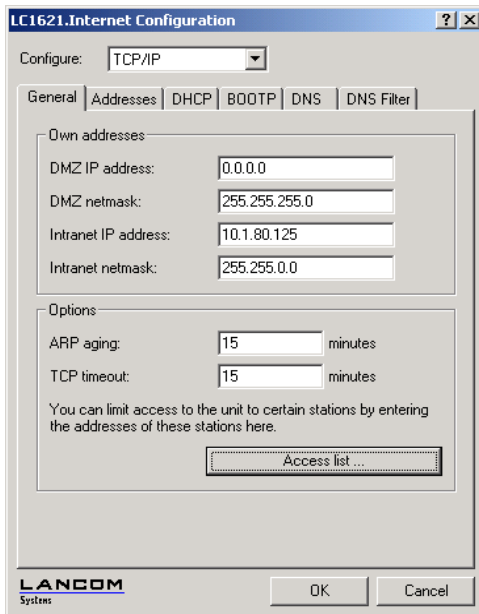 LC1621.Internet Configuration
Configure: TCP/IP
General Addresses DHCP BOOTP DNS DNS Filter
Own addresses
DMZ IP address: 0.0.0.0
DMZ netmask: 255.255.255.0
Intranet IP address: 10.1.80.125
Intranet netmask: 255.255.0.0
Options
ARP aging: 15 minutes
TCP timeout: 15 minutes
You can limit access to the unit to certain stations by entering
the addresses of these stations here.
Access list ...
LANCOM
Systems
OK Cancel